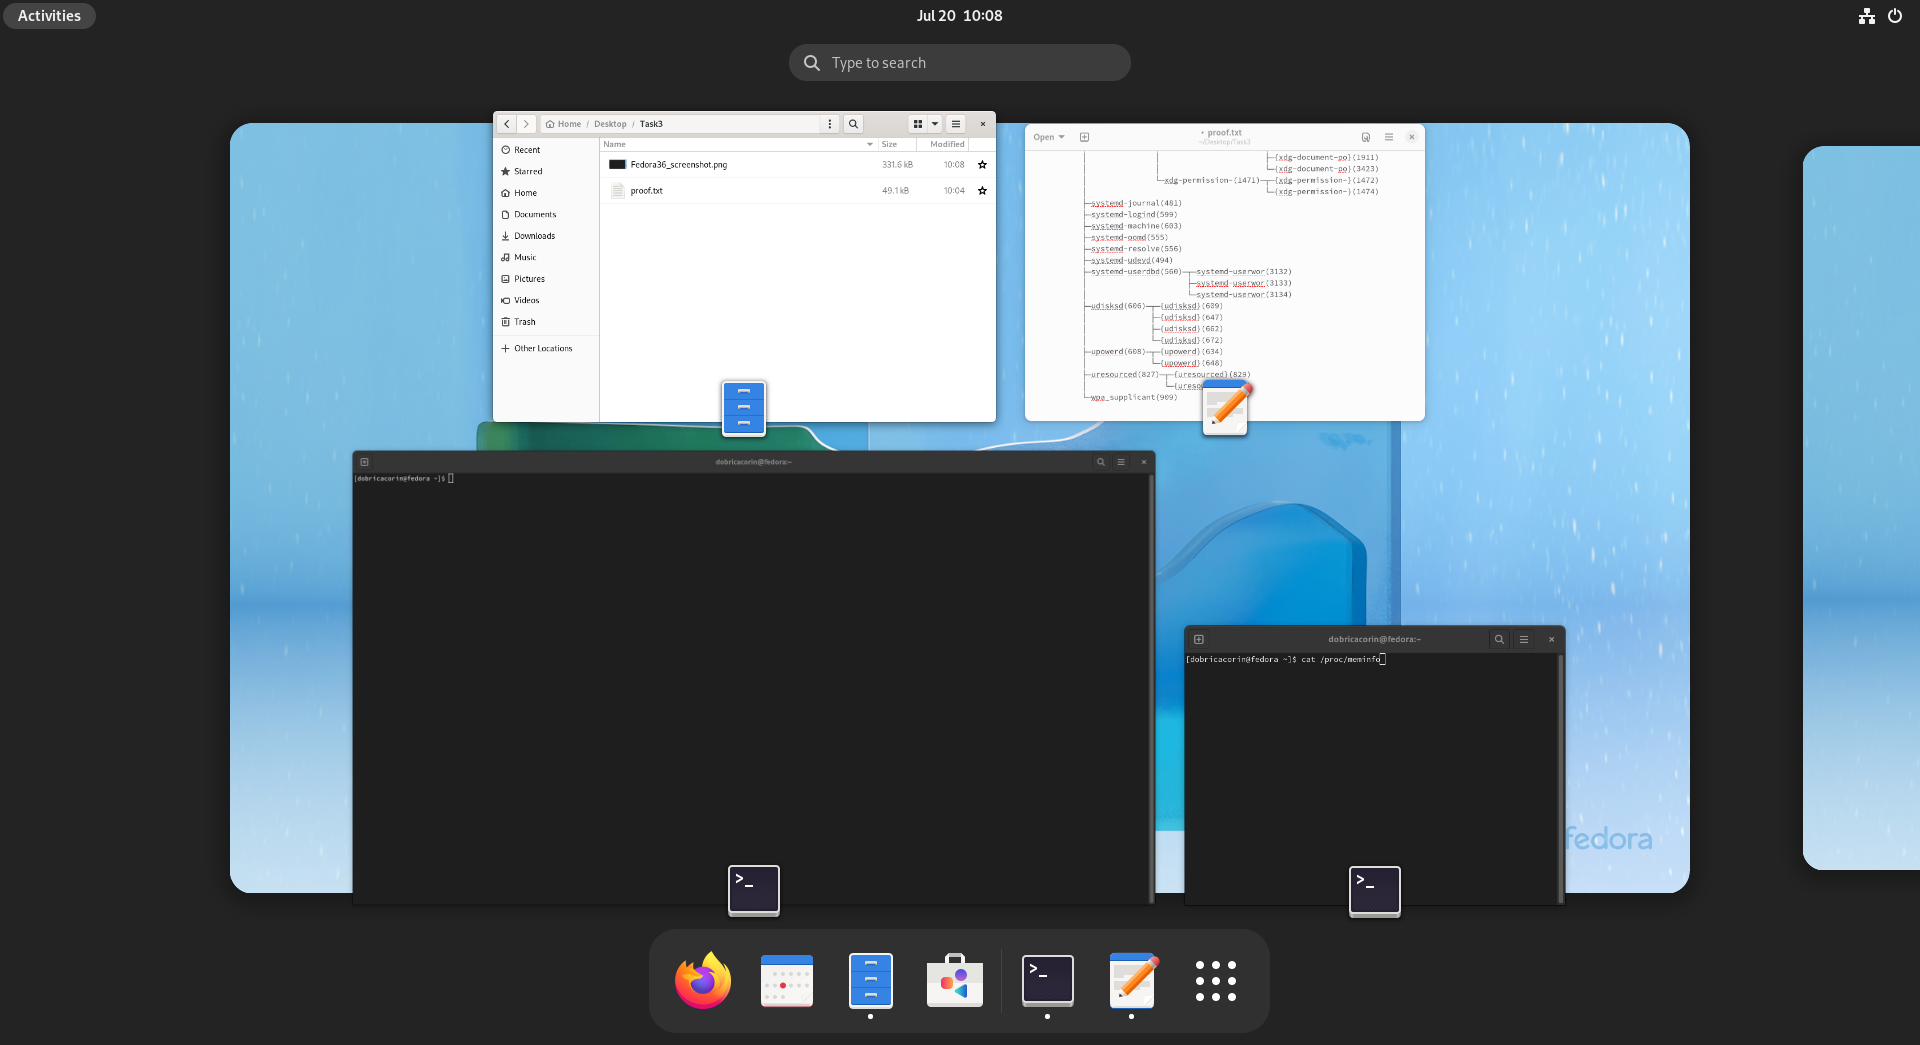 Activities
Jul 20 10:08
Type to search
Home / Desktop / Task3
Name Size Modified
Recent
Starred
Home
Documents
Downloads
Music
Pictures
Videos
Trash
Other Locations
Fedora36_screenshot.png 331.6 kB 10:08
proof.txt 49.1 kB 10:04
Open
• proof.txt
~/Desktop/Task3
├─{xdg-document-po}(1911)
└─{xdg-document-po}(3423)
└─xdg-permission-(1471)─┬─{xdg-permission-}(1472)
└─{xdg-permission-}(1474)
├─systemd-journal(481)
├─systemd-logind(599)
├─systemd-machine(603)
├─systemd-oomd(555)
├─systemd-resolve(556)
├─systemd-udevd(494)
├─systemd-userdbd(560)─┬─systemd-userwor(3132)
├─systemd-userwor(3133)
└─systemd-userwor(3134)
├─udisksd(606)─┬─{udisksd}(609)
├─{udisksd}(647)
├─{udisksd}(662)
└─{udisksd}(672)
├─upowerd(608)─┬─{upowerd}(634)
└─{upowerd}(648)
├─uresourced(827)─┬─{uresourced}(829)
└─{ureso
└─wpa_supplicant(909)
dobricacorin@fedora:~
[dobricacorin@fedora ~]$
dobricacorin@fedora:~
[dobricacorin@fedora ~]$ cat /proc/meminfo
>_
>_
fedora
>_